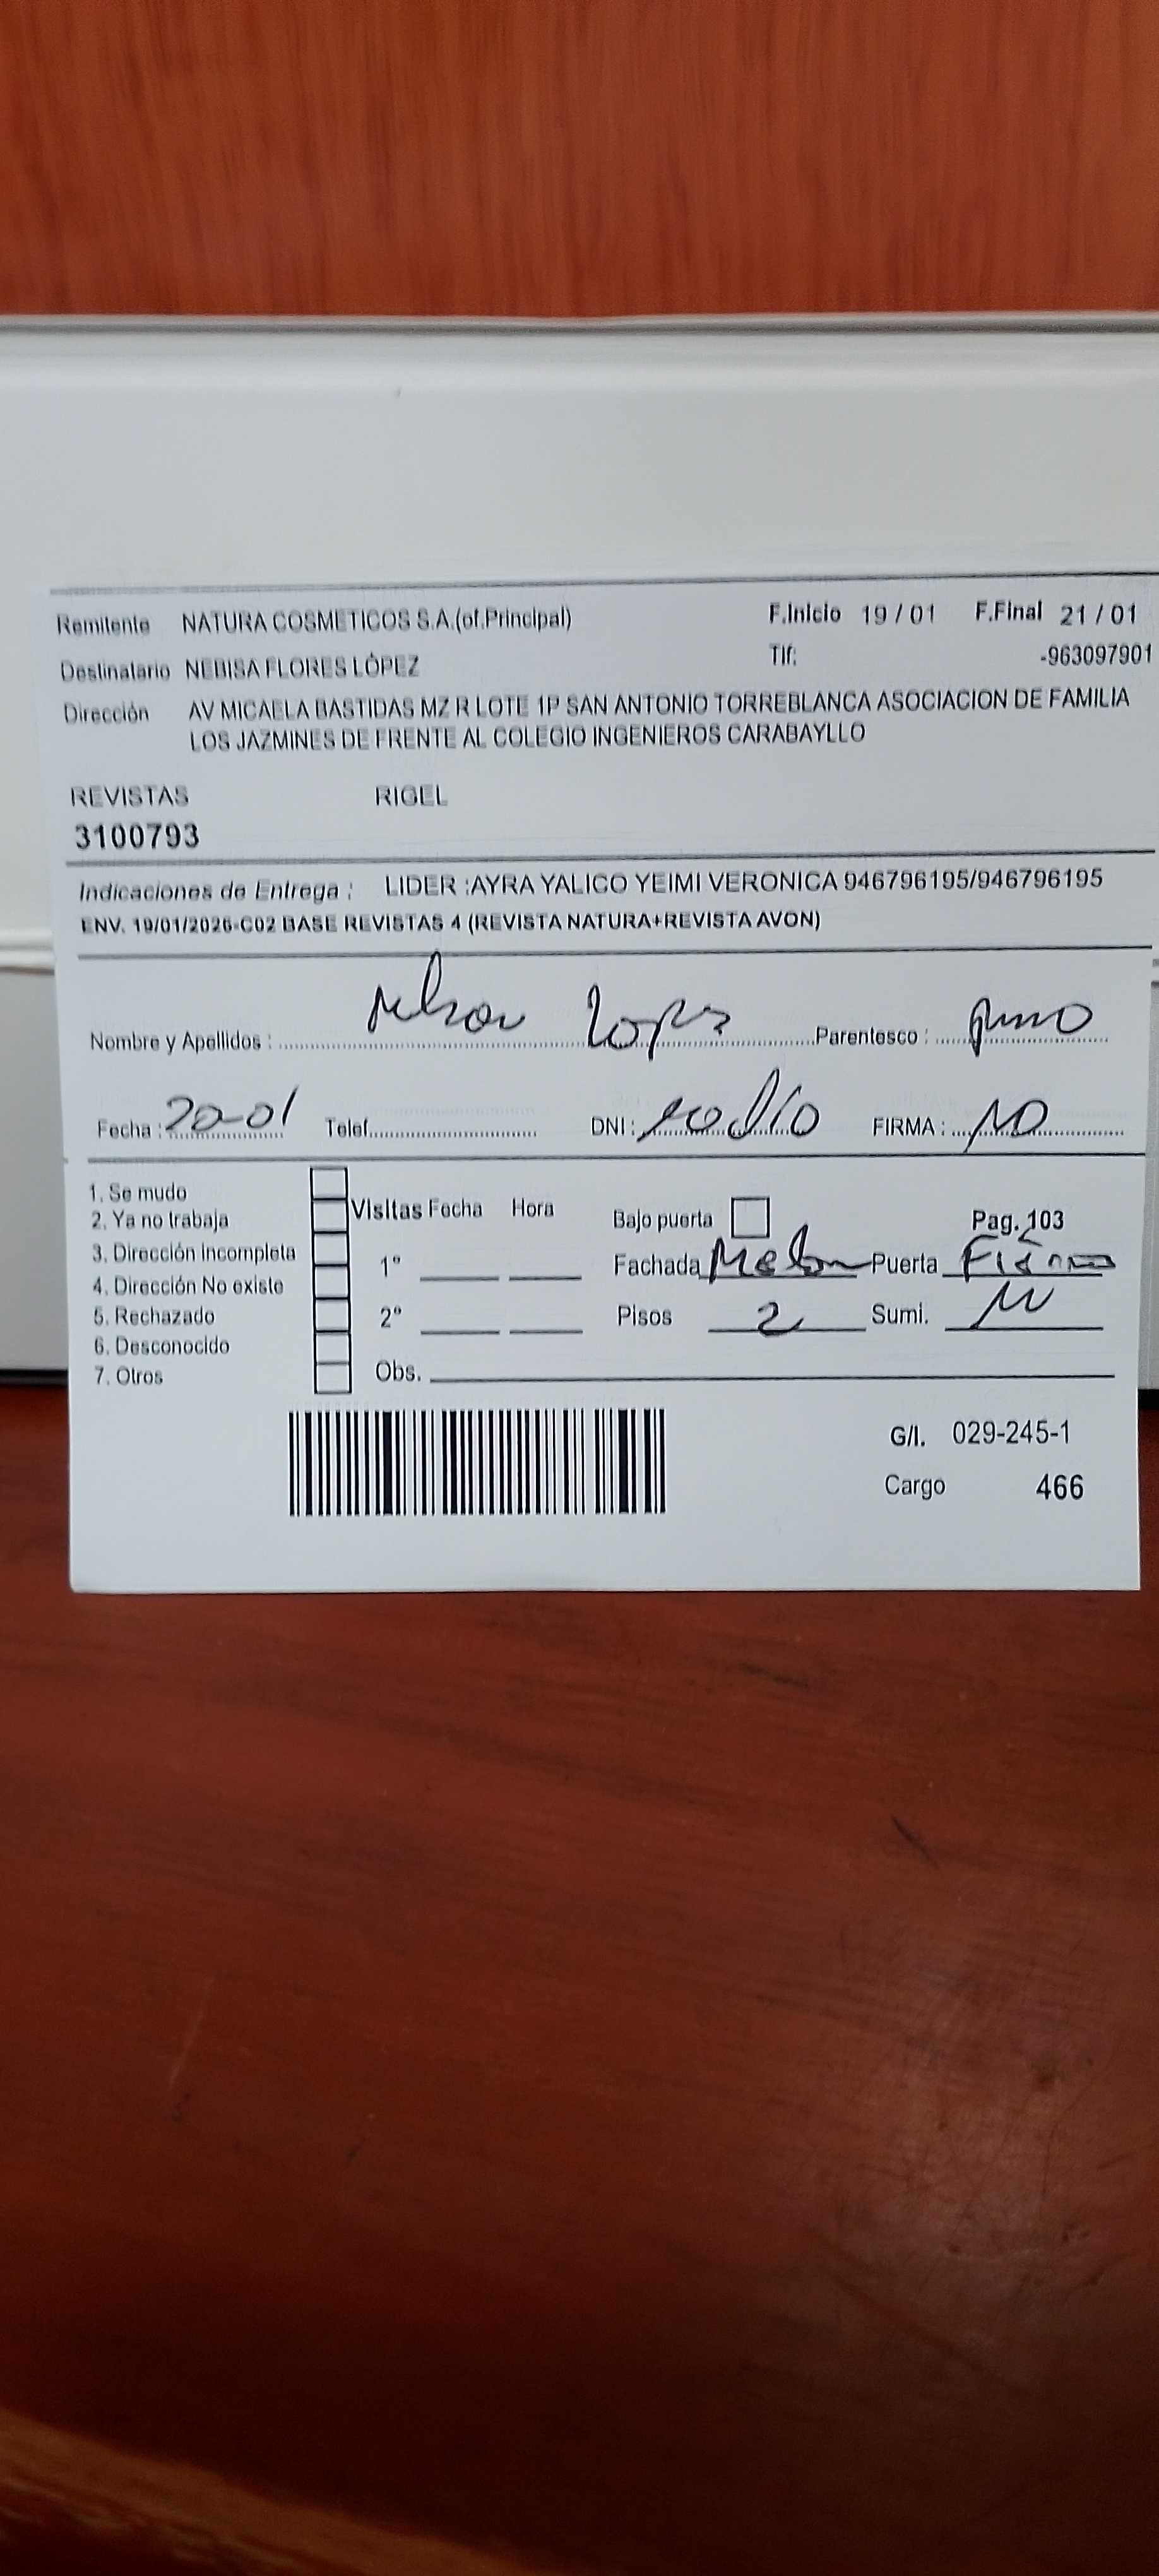 Remitente NATURA COSMETICOS S.A.(of.Principal) F.Inicio 19 / 01 F.Final 21 / 01
Destinatario NEBISA FLORES LÓPEZ Tlf: -963097901
Dirección AV MICAELA BASTIDAS MZ R LOTE 1P SAN ANTONIO TORREBLANCA ASOCIACION DE FAMILIA
LOS JAZMINES DE FRENTE AL COLEGIO INGENIEROS CARABAYLLO
REVISTAS RIGEL
3100793
Indicaciones de Entrega : LIDER :AYRA YALICO YEIMI VERONICA 946796195/946796195
ENV. 19/01/2026-C02 BASE REVISTAS 4 (REVISTA NATURA+REVISTA AVON)
Nombre y Apellidos : Lopez Parentesco :
Fecha : 20-01 Telef. DNI : FIRMA :
1. Se mudo
2. Ya no trabaja
3. Dirección incompleta
4. Dirección No existe
5. Rechazado
6. Desconocido
7. Otros
Visitas Fecha Hora
1°
2°
Obs.
Bajo puerta Pag. 103
Fachada Melon Puerta
Pisos 2 Sumi.
G/I. 029-245-1
Cargo 466